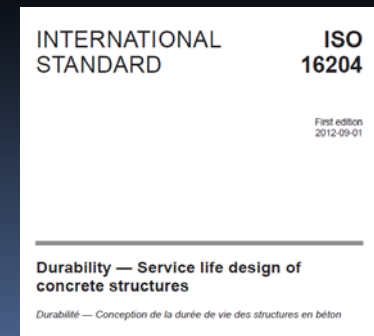 INTERNATIONAL STANDARD
ISO 16204
First edition
2012-09-01
Durability — Service life design of
concrete structures
Durabilité — Conception de la durée de vie des structures en béton